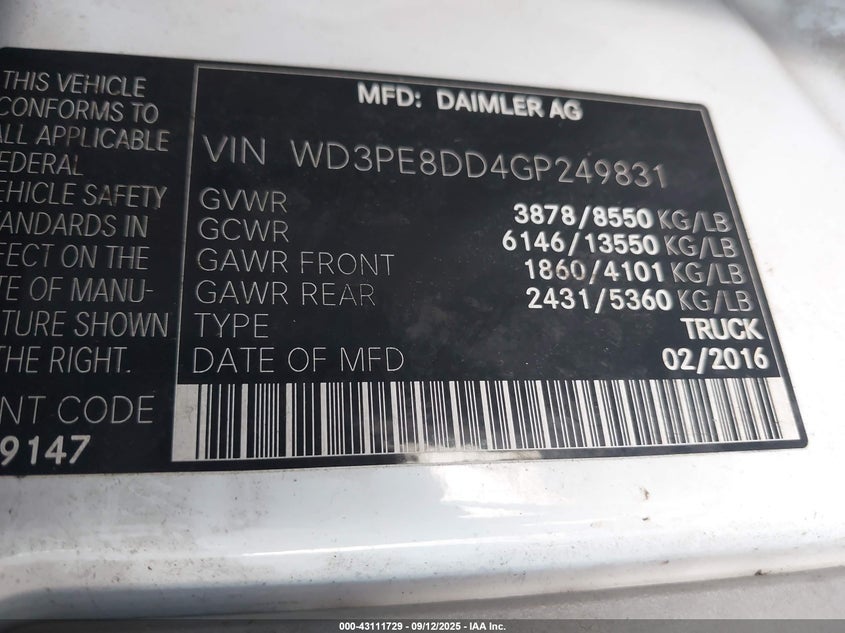 THIS VEHICLE
CONFORMS TO
ALL APPLICABLE
FEDERAL
VEHICLE SAFETY
STANDARDS IN
EFFECT ON THE
TE OF MANU-
TURE SHOWN
THE RIGHT.
NT CODE
9147
MFD: DAIMLER AG
VIN WD3PE8DD4GP249831
GVWR 3878/8550 KG/LB
GCWR 6146/13550 KG/LB
GAWR FRONT 1860/4101 KG/LB
GAWR REAR 2431/5360 KG/LB
TYPE TRUCK
DATE OF MFD 02/2016
000-43111729 - 09/12/2025 - IAA Inc.